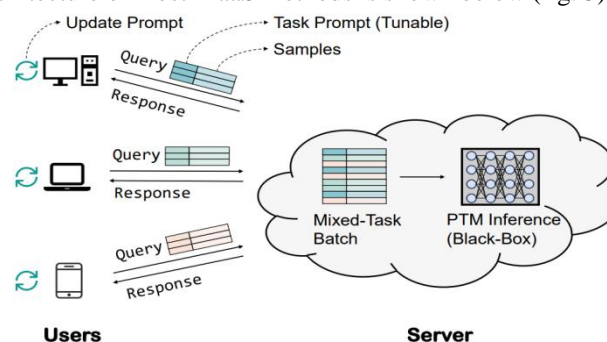 Update Prompt
Task Prompt (Tunable)
Samples
Query
Response
Query
Response
Query
Response
Mixed-Task
Batch
PTM Inference
(Black-Box)
Users
Server